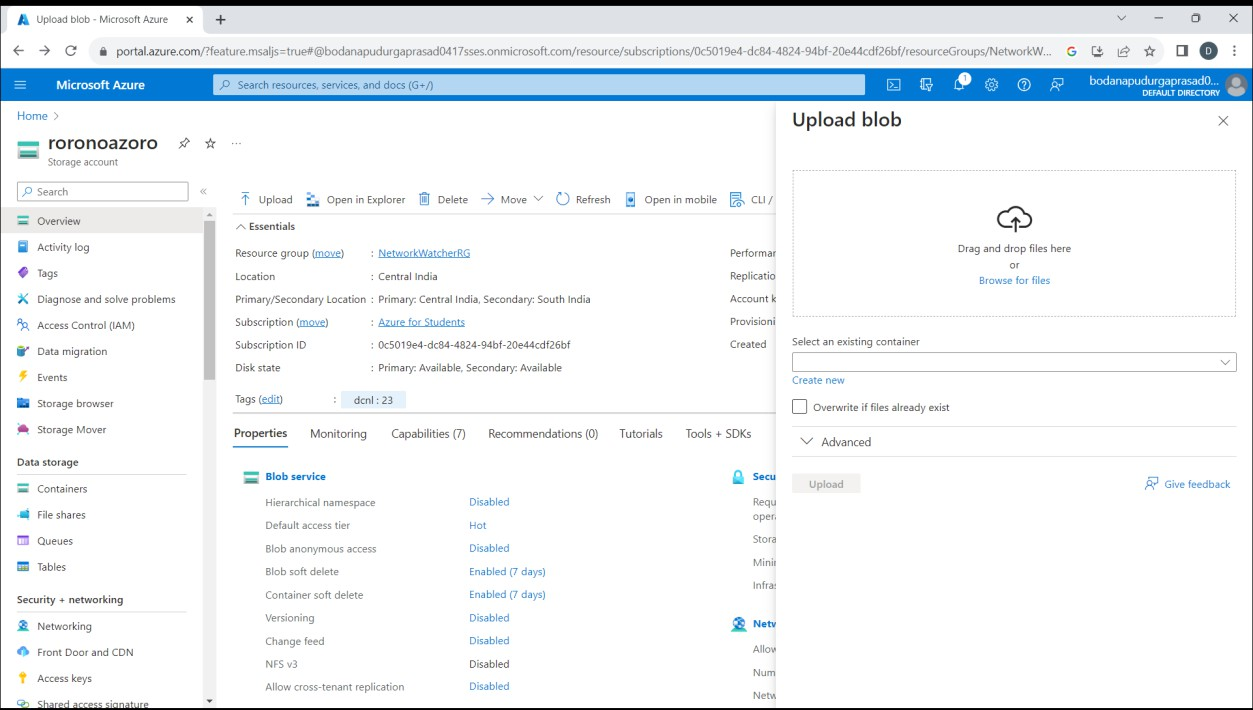 Upload blob - Microsoft Azure
portal.azure.com/?feature.msaljs=true#@bodanapudurgaprasad0417sses.onmicrosoft.com/resource/subscriptions/0c5019e4-dc84-4824-94bf-20e44cdf26bf/resourceGroups/NetworkW...
G
D
Microsoft Azure
Search resources, services, and docs (G+/)
1
bodanapudurgaprasad0...
DEFAULT DIRECTORY
Home >
roronoazoro
...
Storage account
Search
«
Overview
Activity log
Tags
Diagnose and solve problems
Access Control (IAM)
Data migration
Events
Storage browser
Storage Mover
Data storage
Containers
File shares
Queues
Tables
Security + networking
Networking
Front Door and CDN
Access keys
Shared access signature
Upload Open in Explorer Delete Move Refresh Open in mobile CLI /
Essentials
Resource group (move) : NetworkWatcherRG
Location : Central India
Primary/Secondary Location : Primary: Central India, Secondary: South India
Subscription (move) : Azure for Students
Subscription ID : 0c5019e4-dc84-4824-94bf-20e44cdf26bf
Disk state : Primary: Available, Secondary: Available
Tags (edit) : dcnl : 23
Performar
Replicatio
Account k
Provisioni
Created
Properties Monitoring Capabilities (7) Recommendations (0) Tutorials Tools + SDKs
Blob service
Hierarchical namespace Disabled
Default access tier Hot
Blob anonymous access Disabled
Blob soft delete Enabled (7 days)
Container soft delete Enabled (7 days)
Versioning Disabled
Change feed Disabled
NFS v3 Disabled
Allow cross-tenant replication Disabled
Secu
Requ
oper
Stora
Minir
Infras
Netw
Allow
Num
Netw
Upload blob
Drag and drop files here
or
Browse for files
Select an existing container
Create new
Overwrite if files already exist
Advanced
Upload
Give feedback